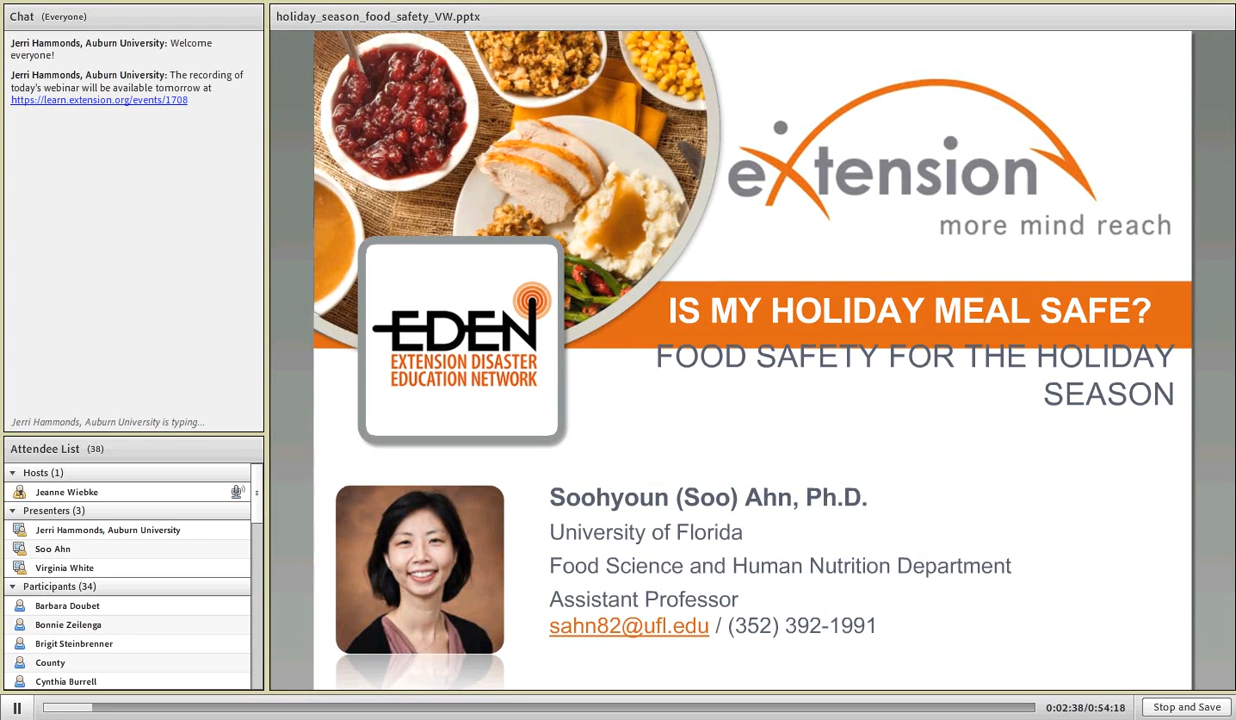 Chat (Everyone)
Jerri Hammonds, Auburn University: Welcome
everyone!
Jerri Hammonds, Auburn University: The recording of
today's webinar will be available tomorrow at
https://learn.extension.org/events/1708
Jerri Hammonds, Auburn University is typing...
Attendee List (38)
Hosts (1)
Jeanne Wiebke
Presenters (3)
Jerri Hammonds, Auburn University
Soo Ahn
Virginia White
Participants (34)
Barbara Doubet
Bonnie Zeilenga
Brigit Steinbrenner
County
Cynthia Burrell
holiday_season_food_safety_VW.pptx
eXtension
more mind reach
EDEN
EXTENSION DISASTER
EDUCATION NETWORK
IS MY HOLIDAY MEAL SAFE?
FOOD SAFETY FOR THE HOLIDAY
SEASON
Soohyoun (Soo) Ahn, Ph.D.
University of Florida
Food Science and Human Nutrition Department
Assistant Professor
sahn82@ufl.edu / (352) 392-1991
0:02:38/0:54:18
Stop and Save